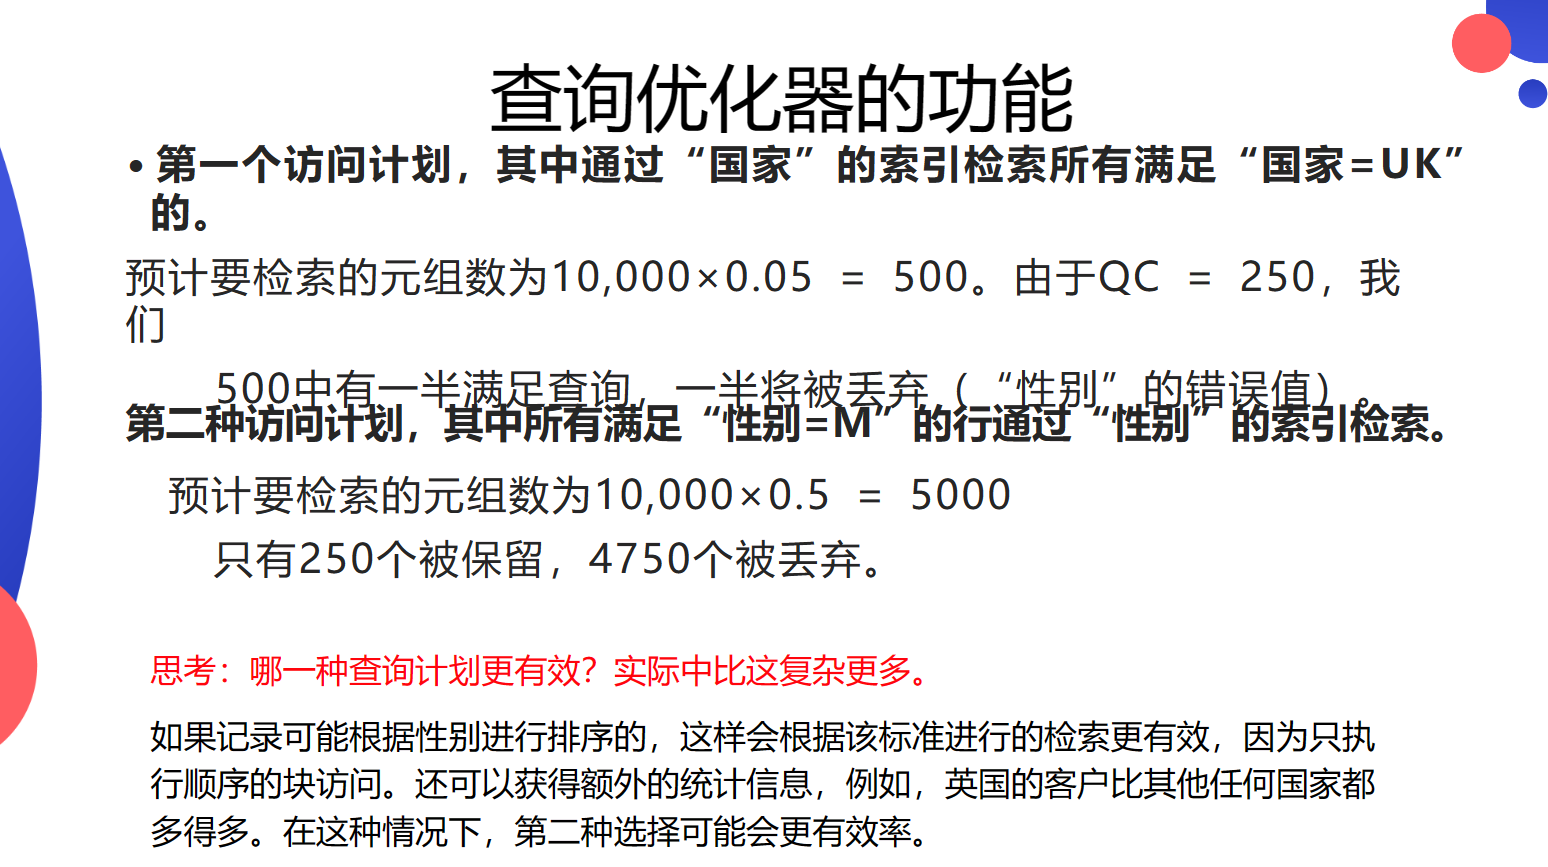 查询优化器的功能
• 第一个访问计划，其中通过“国家”的索引检索所有满足“国家=UK”
的。
预计要检索的元组数为10,000×0.05 = 500。由于QC = 250，我
们
500中有一半满足查询，一半将被丢弃（“性别”的错误值）。
第二种访问计划，其中所有满足“性别=M”的行通过“性别”的索引检索。
预计要检索的元组数为10,000×0.5 = 5000
只有250个被保留，4750个被丢弃。
思考：哪一种查询计划更有效？实际中比这复杂更多。
如果记录可能根据性别进行排序的，这样会根据该标准进行的检索更有效，因为只执
行顺序的块访问。还可以获得额外的统计信息，例如，英国的客户比其他任何国家都
多得多。在这种情况下，第二种选择可能会更有效率。